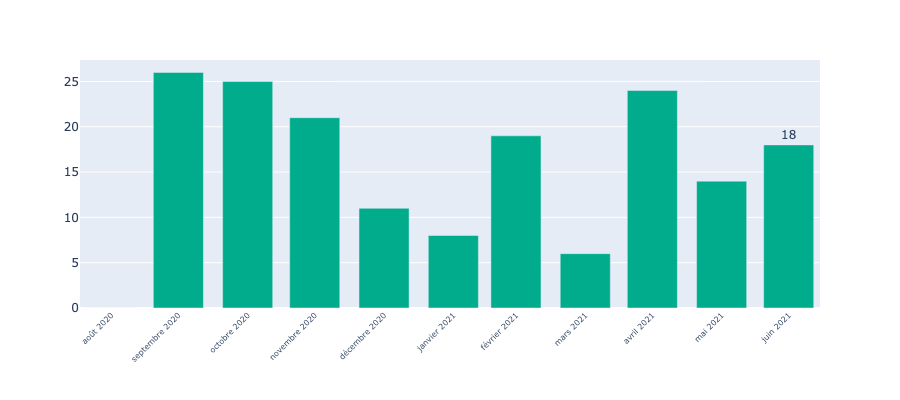 25
20
15
10
5
0
18
août 2020
septembre 2020
octobre 2020
novembre 2020
décembre 2020
janvier 2021
février 2021
mars 2021
avril 2021
mai 2021
juin 2021